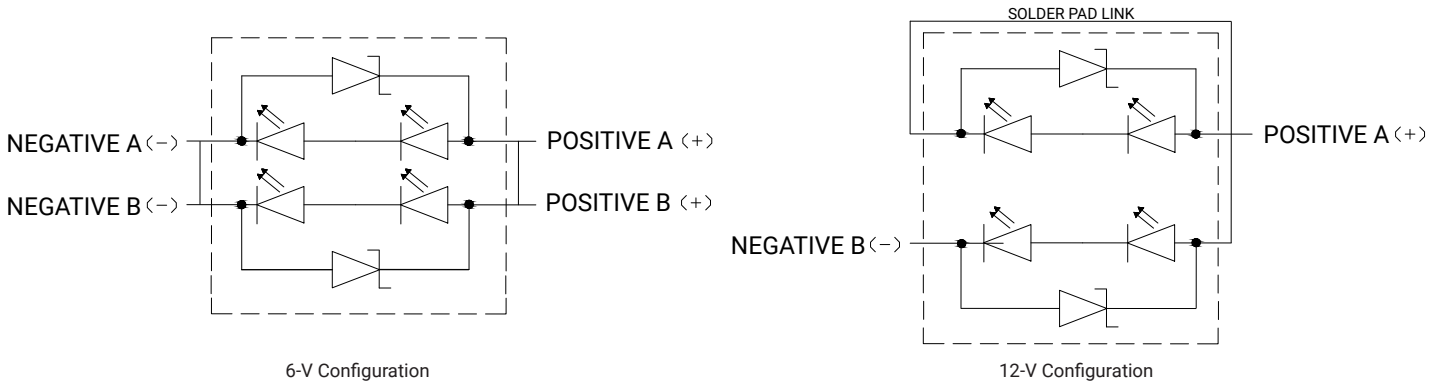 SOLDER PAD LINK
NEGATIVE A (−)
POSITIVE A (+)
NEGATIVE B (−)
POSITIVE B (+)
6-V Configuration
POSITIVE A (+)
NEGATIVE B (−)
12-V Configuration